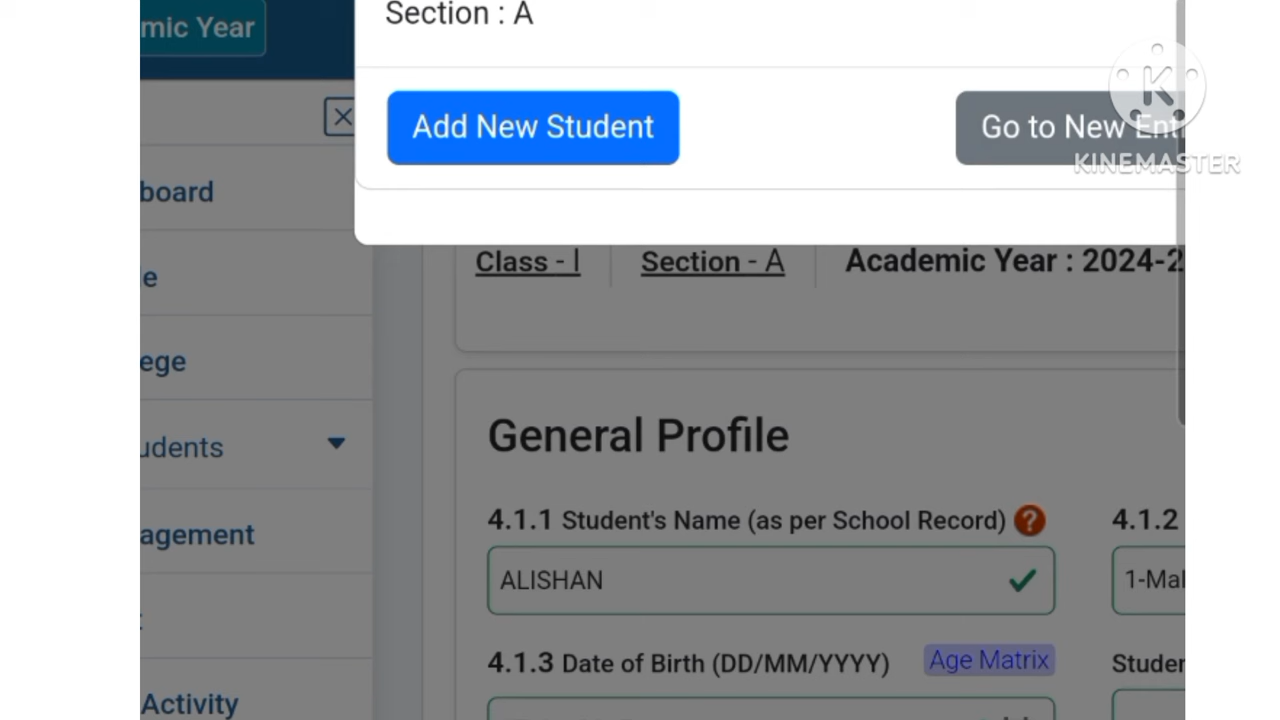 mic Year
Section : A
Add New Student
Go to New Ent
KINEMASTER
board
e
ege
udents
agement
Activity
Class - I
Section - A
Academic Year : 2024-2
General Profile
4.1.1 Student's Name (as per School Record) ?
ALISHAN
4.1.2
1-Mal
4.1.3 Date of Birth (DD/MM/YYYY)
Age Matrix
Studen